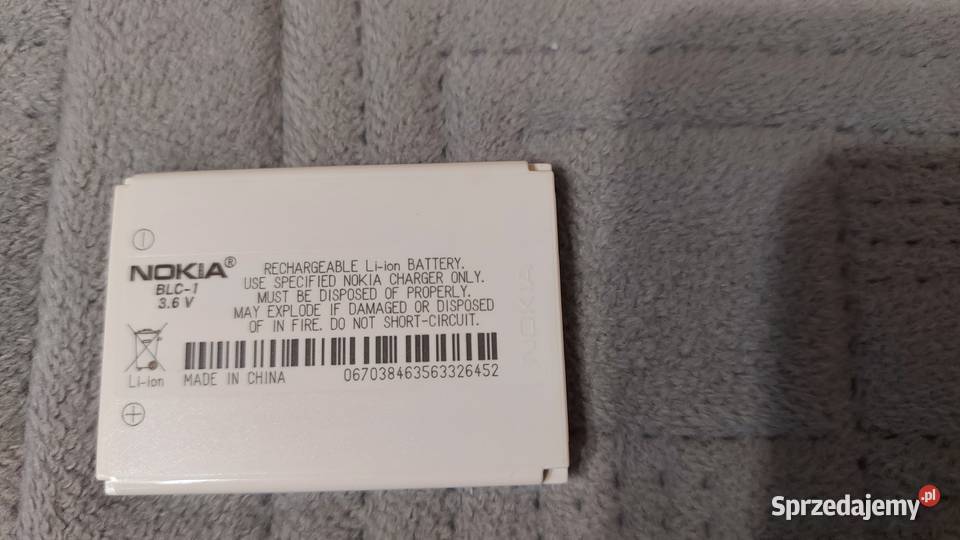 NOKIA®
BLC-1
3.6 V
RECHARGEABLE Li-ion BATTERY.
USE SPECIFIED NOKIA CHARGER ONLY.
MUST BE DISPOSED OF PROPERLY.
MAY EXPLODE IF DAMAGED OR DISPOSED
OF IN FIRE. DO NOT SHORT-CIRCUIT.
Li-ion
MADE IN CHINA
067038463563326452
NOKIA
Sprzedajemy.pl